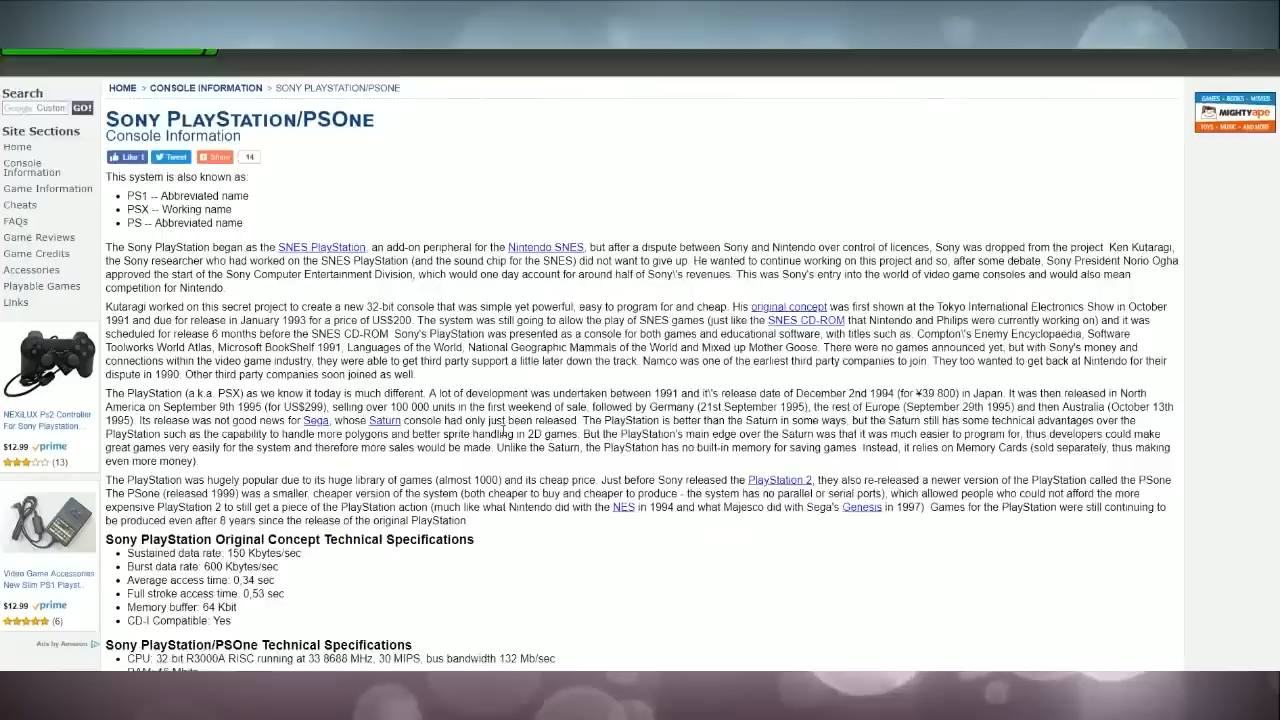 Search
Google Custom GO!
Site Sections
Home
Console
Information
Game Information
Cheats
FAQs
Game Reviews
Game Credits
Accessories
Playable Games
Links
NEXiLUX Ps2 Controller
For Sony Playstation...
$12.99 prime
(13)
Video Game Accessories
New Slim PS1 Playst...
$12.99 prime
(6)
Ads by Amazon
HOME > CONSOLE INFORMATION > SONY PLAYSTATION/PSONE
SONY PLAYSTATION/PSONE
Console Information
Like 1 Tweet Share 14
This system is also known as:
• PS1 -- Abbreviated name
• PSX -- Working name
• PS -- Abbreviated name
The Sony PlayStation began as the SNES PlayStation, an add-on peripheral for the Nintendo SNES, but after a dispute between Sony and Nintendo over control of licences, Sony was dropped from the project. Ken Kutaragi,
the Sony researcher who had worked on the SNES PlayStation (and the sound chip for the SNES) did not want to give up. He wanted to continue working on this project and so, after some debate, Sony President Norio Ogha
approved the start of the Sony Computer Entertainment Division, which would one day account for around half of Sony\'s revenues. This was Sony's entry into the world of video game consoles and would also mean
competition for Nintendo.
Kutaragi worked on this secret project to create a new 32-bit console that was simple yet powerful, easy to program for and cheap. His original concept was first shown at the Tokyo International Electronics Show in October
1991 and due for release in January 1993 for a price of US$200. The system was still going to allow the play of SNES games (just like the SNES CD-ROM that Nintendo and Philips were currently working on) and it was
scheduled for release 6 months before the SNES CD-ROM. Sony's PlayStation was presented as a console for both games and educational software, with titles such as: Compton's Enemy Encyclopædia, Software
Toolworks World Atlas, Microsoft BookShelf 1991, Languages of the World, National Geographic Mammals of the World and Mixed up Mother Goose. There were no games announced yet, but with Sony's money and
connections within the video game industry, they were able to get third party support a little later down the track. Namco was one of the earliest third party companies to join. They too wanted to get back at Nintendo for their
dispute in 1990. Other third party companies soon joined as well.
The PlayStation (a.k.a. PSX) as we know it today is much different. A lot of development was undertaken between 1991 and it\'s release date of December 2nd 1994 (for ¥39 800) in Japan. It was then released in North
America on September 9th 1995 (for US$299), selling over 100 000 units in the first weekend of sale, followed by Germany (21st September 1995), the rest of Europe (September 29th 1995) and then Australia (October 13th
1995). Its release was not good news for Sega, whose Saturn console had only just been released. The PlayStation is better than the Saturn in some ways, but the Saturn still has some technical advantages over the
PlayStation such as the capability to handle more polygons and better sprite handling in 2D games. But the PlayStation's main edge over the Saturn was that it was much easier to program for, thus developers could make
great games very easily for the system and therefore more sales would be made. Unlike the Saturn, the PlayStation has no built-in memory for saving games. Instead, it relies on Memory Cards (sold separately, thus making
even more money).
The PlayStation was hugely popular due to its huge library of games (almost 1000) and its cheap price. Just before Sony released the PlayStation 2, they also re-released a newer version of the PlayStation called the PSone.
The PSone (released 1999) was a smaller, cheaper version of the system (both cheaper to buy and cheaper to produce - the system has no parallel or serial ports), which allowed people who could not afford the more
expensive PlayStation 2 to still get a piece of the PlayStation action (much like what Nintendo did with the NES in 1994 and what Majesco did with Sega's Genesis in 1997). Games for the PlayStation were still continuing to
be produced even after 8 years since the release of the original PlayStation.
Sony PlayStation Original Concept Technical Specifications
• Sustained data rate: 150 Kbytes/sec
• Burst data rate: 600 Kbytes/sec
• Average access time: 0,34 sec
• Full stroke access time: 0,53 sec
• Memory buffer: 64 Kbit
• CD-I Compatible: Yes
Sony PlayStation/PSOne Technical Specifications
• CPU: 32 bit R3000A RISC running at 33.8688 MHz, 30 MIPS, bus bandwidth 132 Mb/sec
GAMES - BOOKS - MOVIES
MIGHTYAPE
TOYS - MUSIC - AND MORE